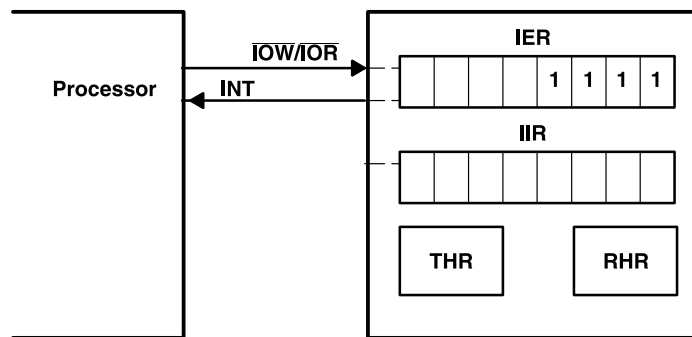 IER
IOW/IOR
1 1 1 1
Processor
INT
IIR
THR
RHR